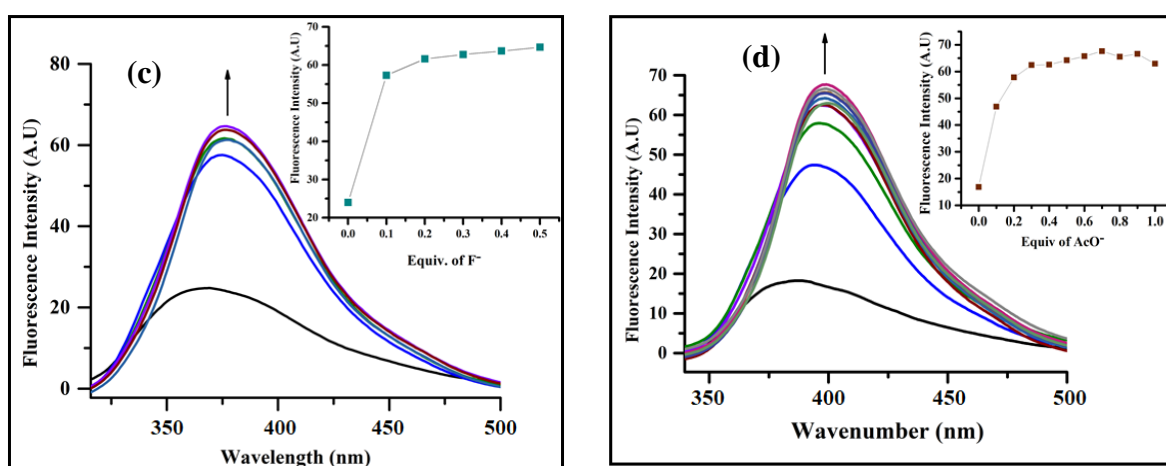 (c)
Fluorescence Intensity (A.U)
80
60
40
20
0
350
400
450
500
Wavelength (nm)
Fluorescence Intensity (A.U)
70
60
50
40
30
20
0.0 0.1 0.2 0.3 0.4 0.5
Equiv. of F⁻
(d)
Fluorescence Intensity (A.U)
70
60
50
40
30
20
10
0
350
400
450
500
Wavenumber (nm)
Fluorescence Intensity (A.U)
80
70
60
50
40
30
20
10
0.0 0.2 0.4 0.6 0.8 1.0
Equiv of AcO⁻